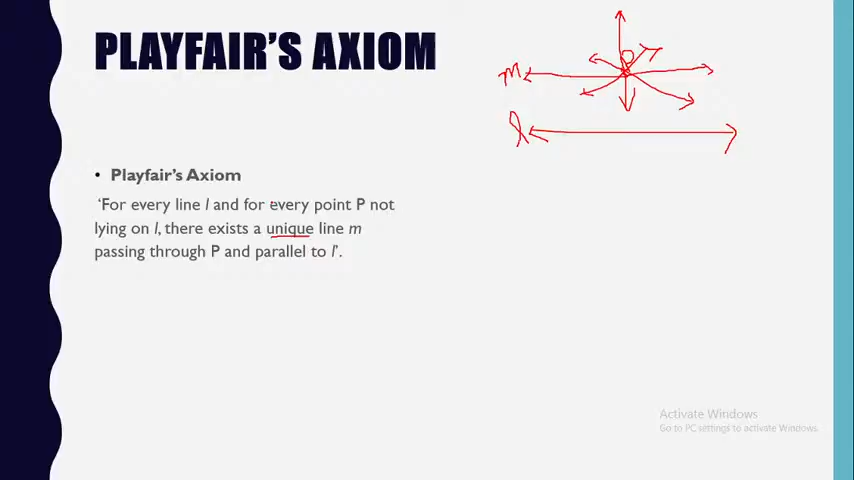 PLAYFAIR'S AXIOM
P
m
l
• Playfair's Axiom
'For every line l and for every point P not
lying on l, there exists a unique line m
passing through P and parallel to l'.
Activate Windows
Go to PC settings to activate Windows.